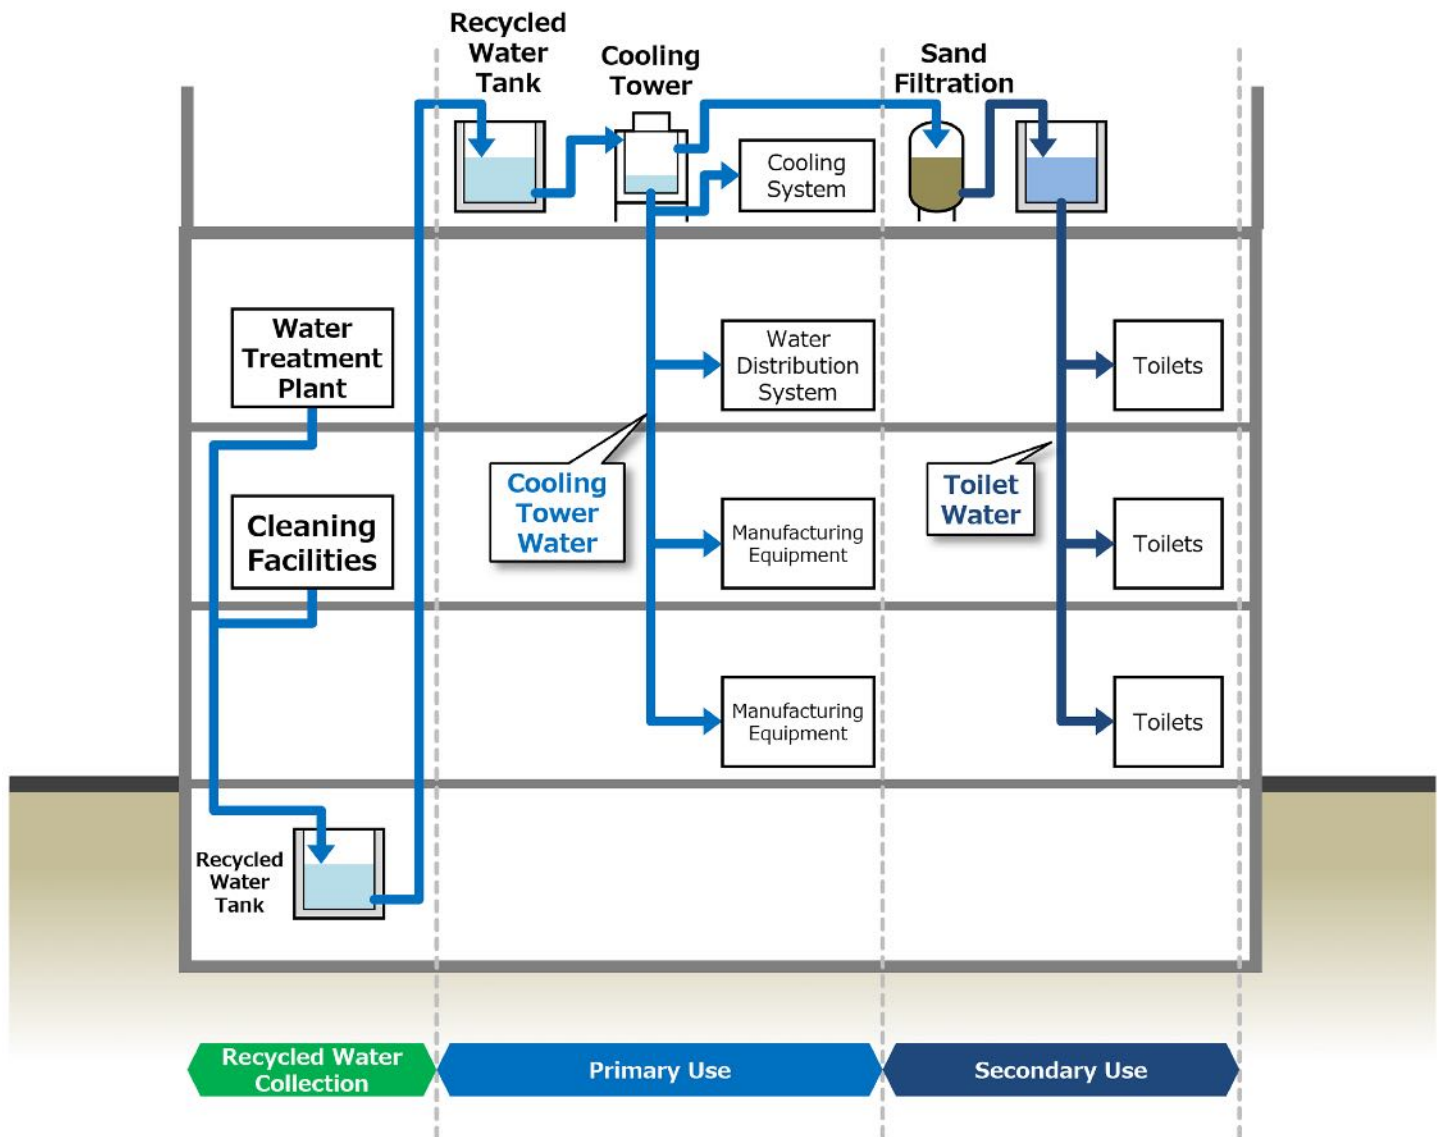 Recycled
Water
Tank
Cooling
Tower
Sand
Filtration
Cooling
System
Water
Treatment
Plant
Water
Distribution
System
Toilets
Cooling
Tower
Water
Toilet
Water
Cleaning
Facilities
Manufacturing
Equipment
Toilets
Manufacturing
Equipment
Toilets
Recycled
Water
Tank
Recycled Water
Collection
Primary Use
Secondary Use